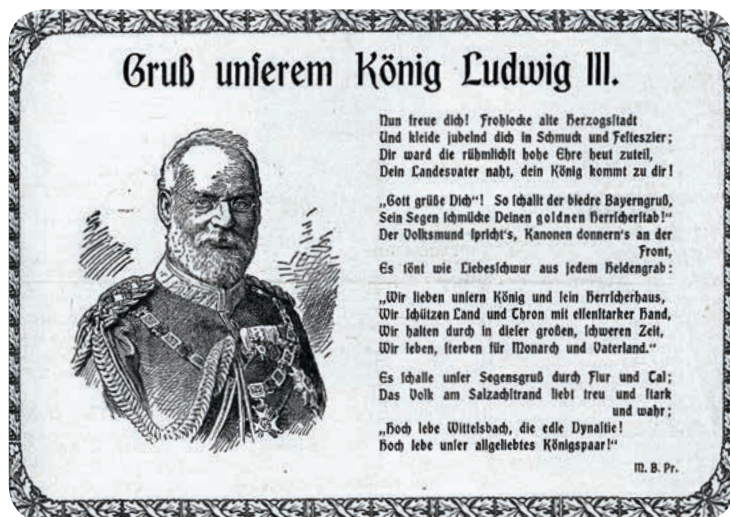 Gruß unserem König Ludwig III.
Nun freue dich! Frohlocke alte Herzogsstadt
Und kleide jubelnd dich in Schmuck und Festeszier;
Dir ward die rühmlichst hohe Ehre heut zuteil,
Dein Landesvater naht, dein König kommt zu dir!
„Gott grüße Dich“! So schallt der biedre Bayerngruß,
Sein Segen schmücke Deinen goldnen Herrscherstab!“
Der Volksmund spricht's, Kanonen donnern's an der
Front,
Es tönt wie Liebesschwur aus jedem Heldengrab:
„Wir lieben unsern König und sein Herrscherhaus,
Wir schützen Land und Thron mit eisenstarker Hand,
Wir halten durch in dieser großen, schweren Zeit,
Wir leben, sterben für Monarch und Vaterland.“
Es schalle unser Segensgruß durch Flur und Tal;
Das Volk am Salzachstrand liebt treu und stark
und wahr;
„Hoch lebe Wittelsbach, die edle Dynastie!
Hoch lebe unser allgeliebtes Königspaar!“
M. B. Pr.